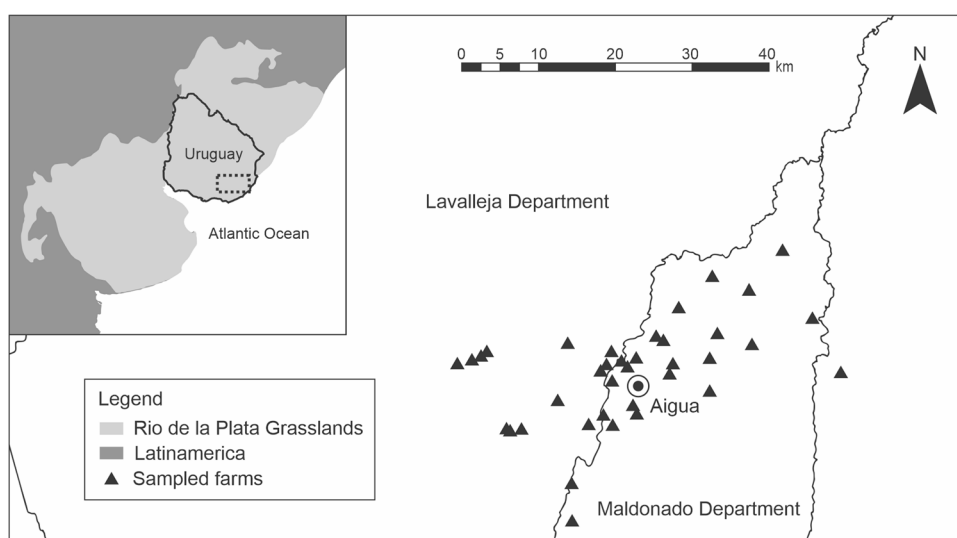 0 5 10 20 30 40
km
N
Uruguay
Lavalleja Department
Atlantic Ocean
Legend
Rio de la Plata Grasslands
Latinamerica
Sampled farms
Aigua
Maldonado Department